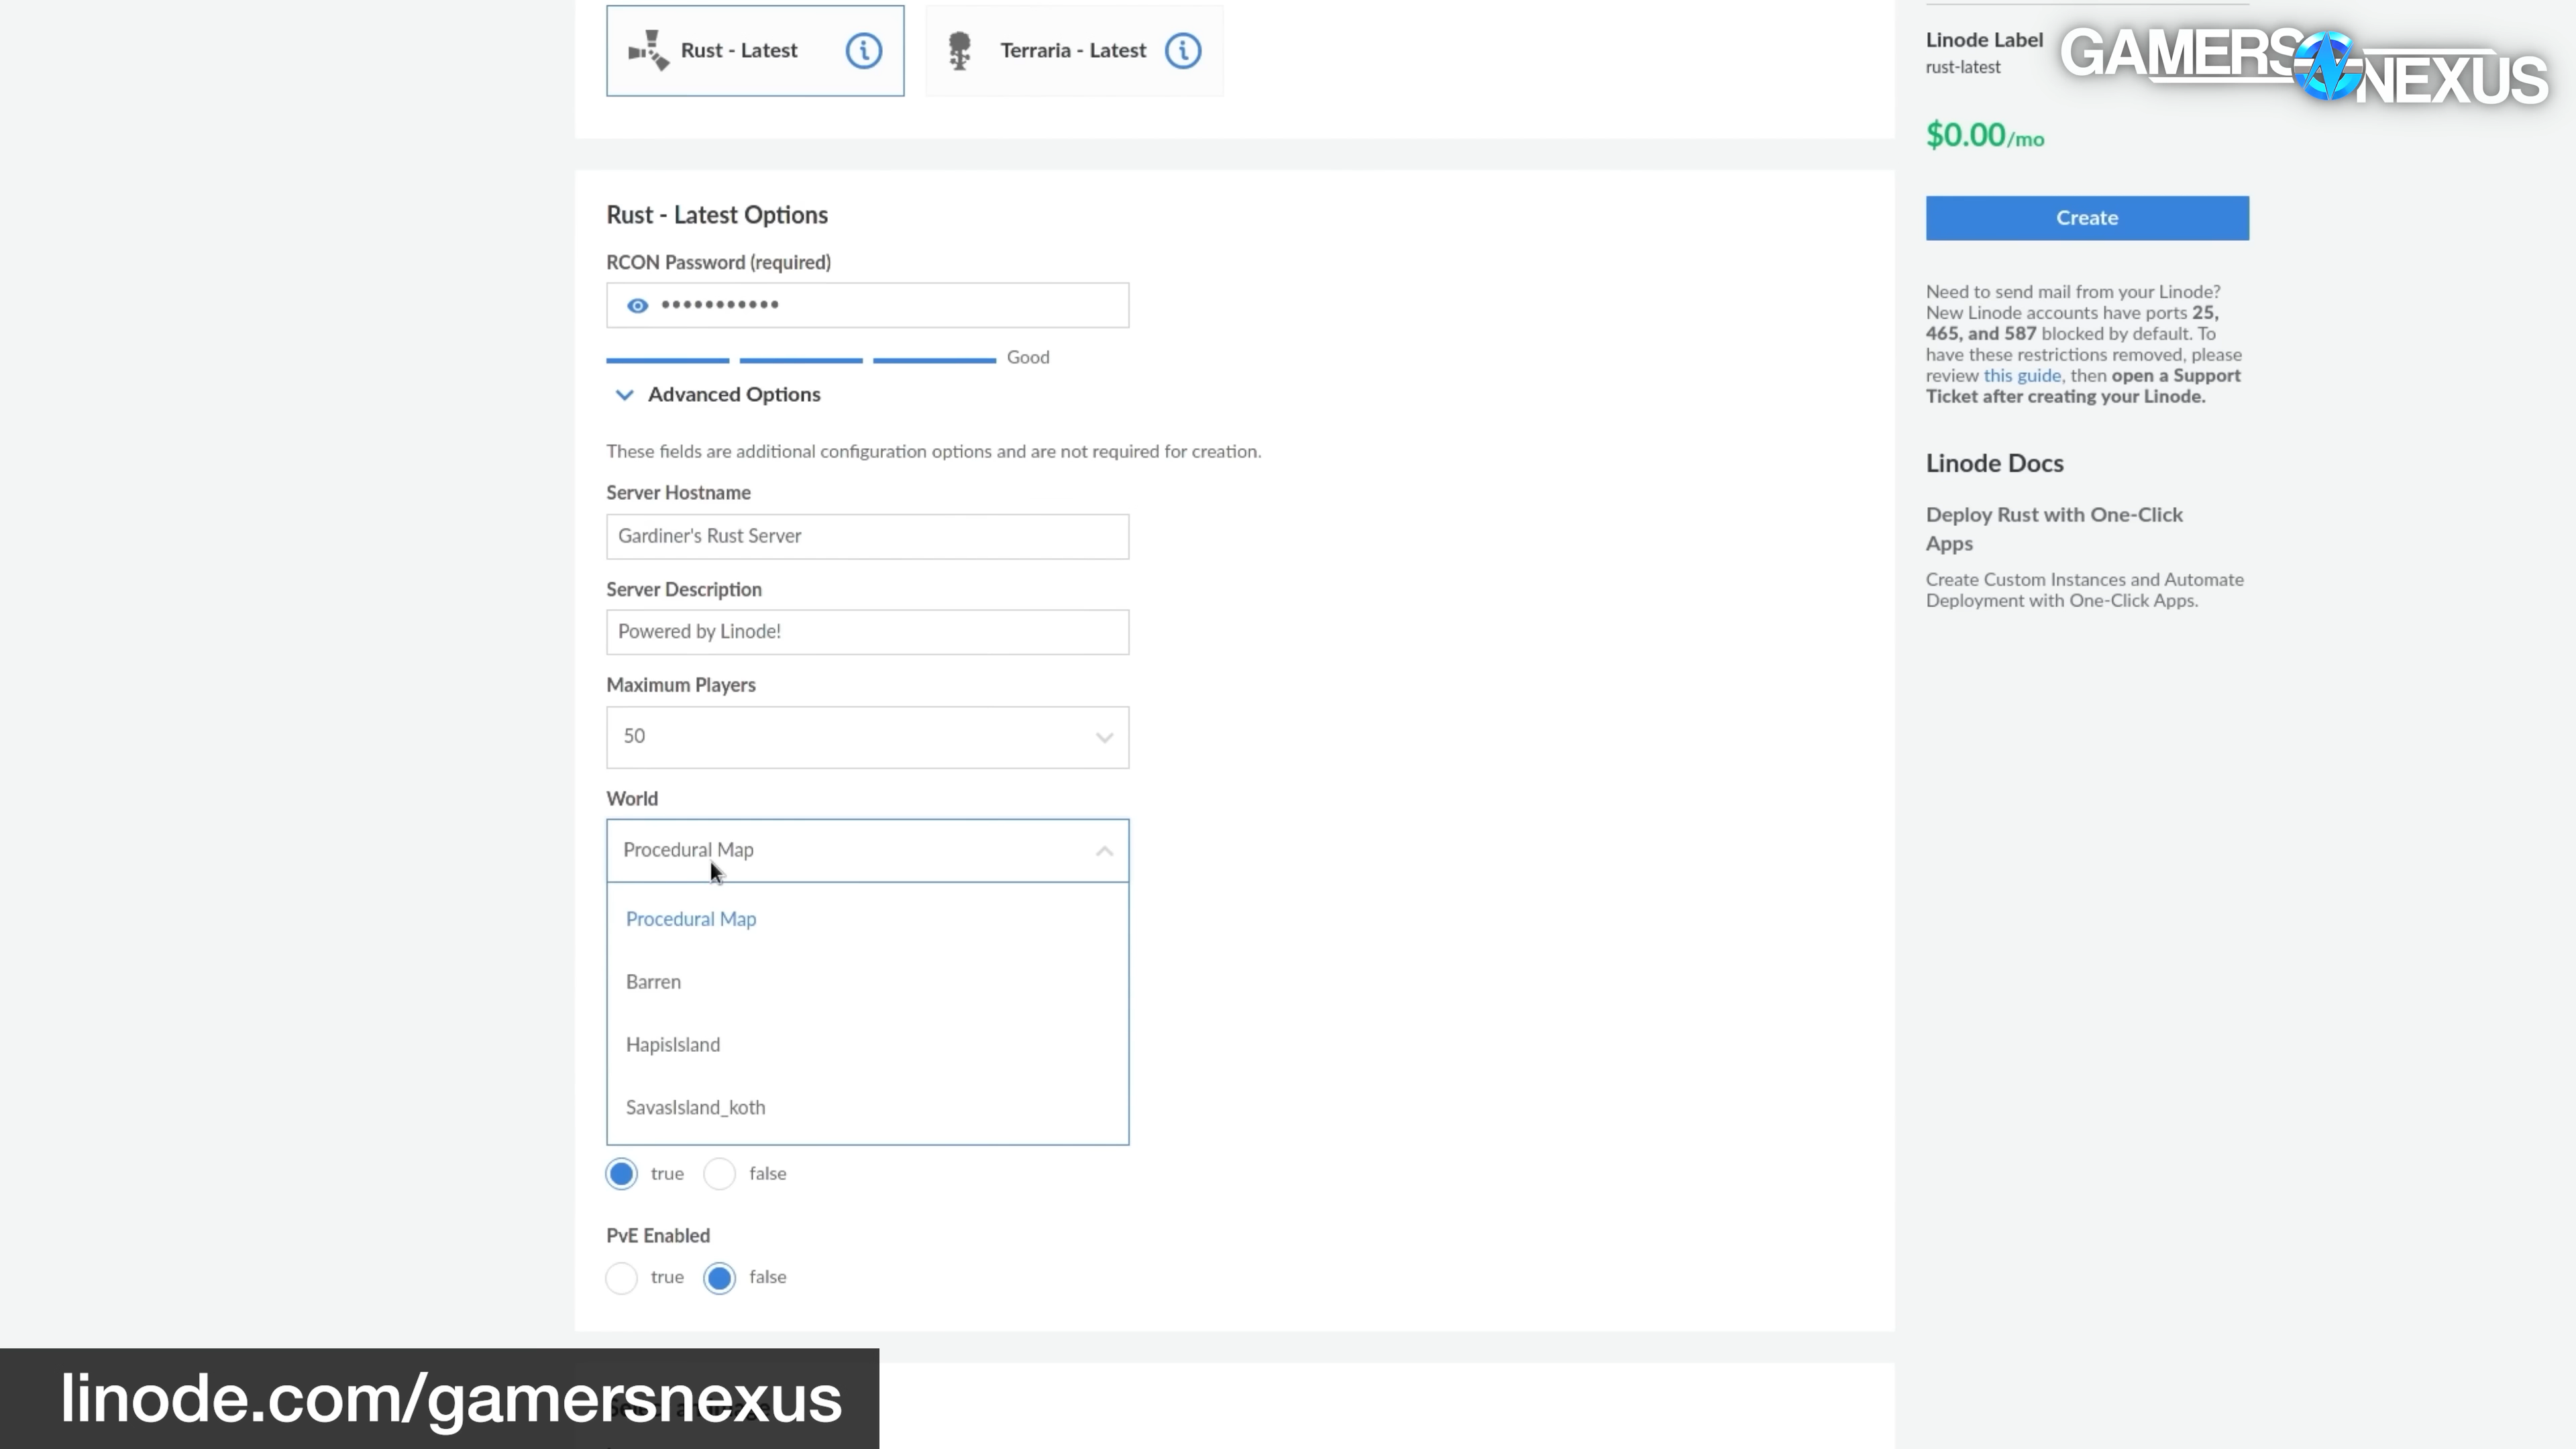 Rust - Latest
Terraria - Latest
Linode Label
rust-latest
GAMERS NEXUS
$0.00/mo
Create
Need to send mail from your Linode?
New Linode accounts have ports 25,
465, and 587 blocked by default. To
have these restrictions removed, please
review this guide, then open a Support
Ticket after creating your Linode.
Linode Docs
Deploy Rust with One-Click
Apps
Create Custom Instances and Automate
Deployment with One-Click Apps.
Rust - Latest Options
RCON Password (required)
•••••••••••
Good
Advanced Options
These fields are additional configuration options and are not required for creation.
Server Hostname
Gardiner's Rust Server
Server Description
Powered by Linode!
Maximum Players
50
World
Procedural Map
Procedural Map
Barren
HapisIsland
SavasIsland_koth
true false
PvE Enabled
true false
linode.com/gamersnexus